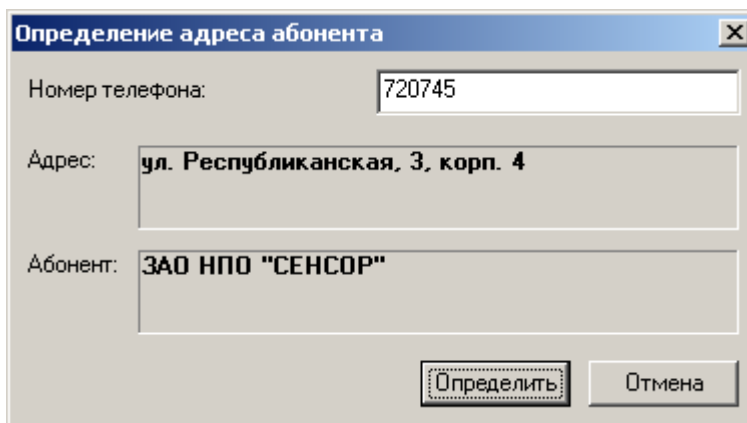 Определение адреса абонента
Номер телефона: 720745
Адрес: ул. Республиканская, 3, корп. 4
Абонент: ЗАО НПО "СЕНСОР"
Определить Отмена